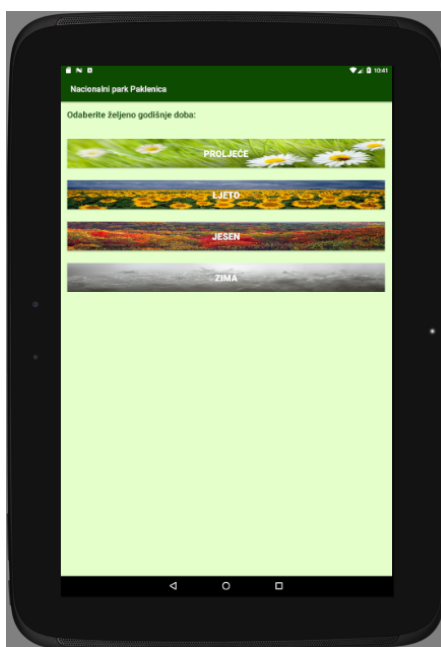 10:41
Nacionalni park Paklenica
Odaberite željeno godišnje doba:
PROLJEĆE
LJETO
JESEN
ZIMA